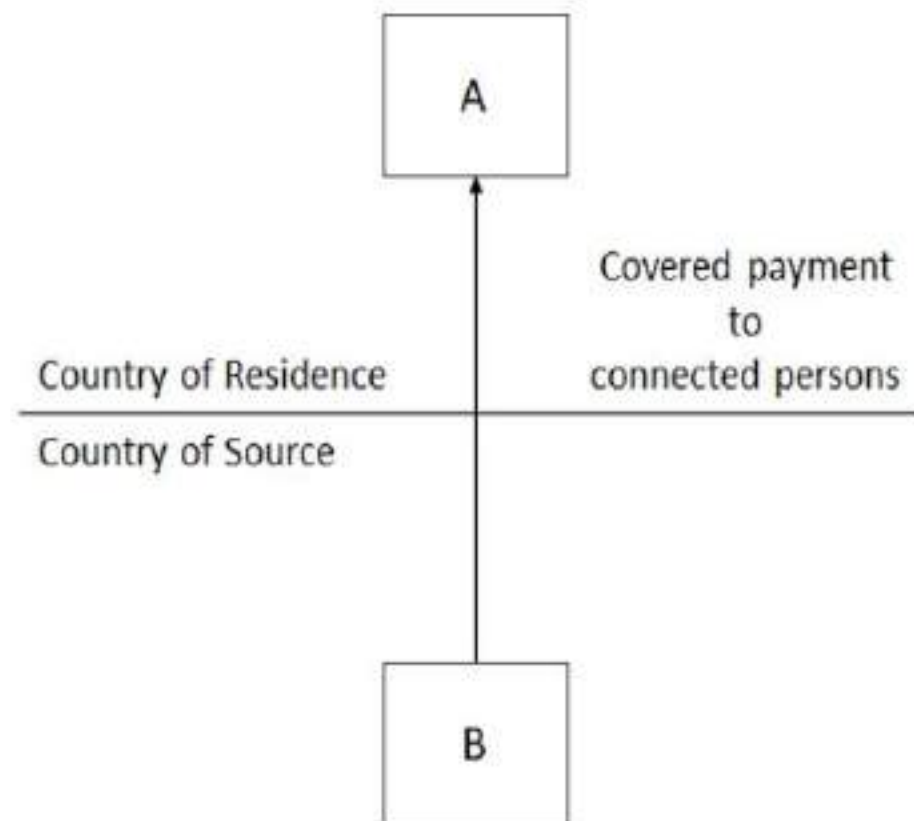 A
Covered payment
to
connected persons
Country of Residence
Country of Source
B